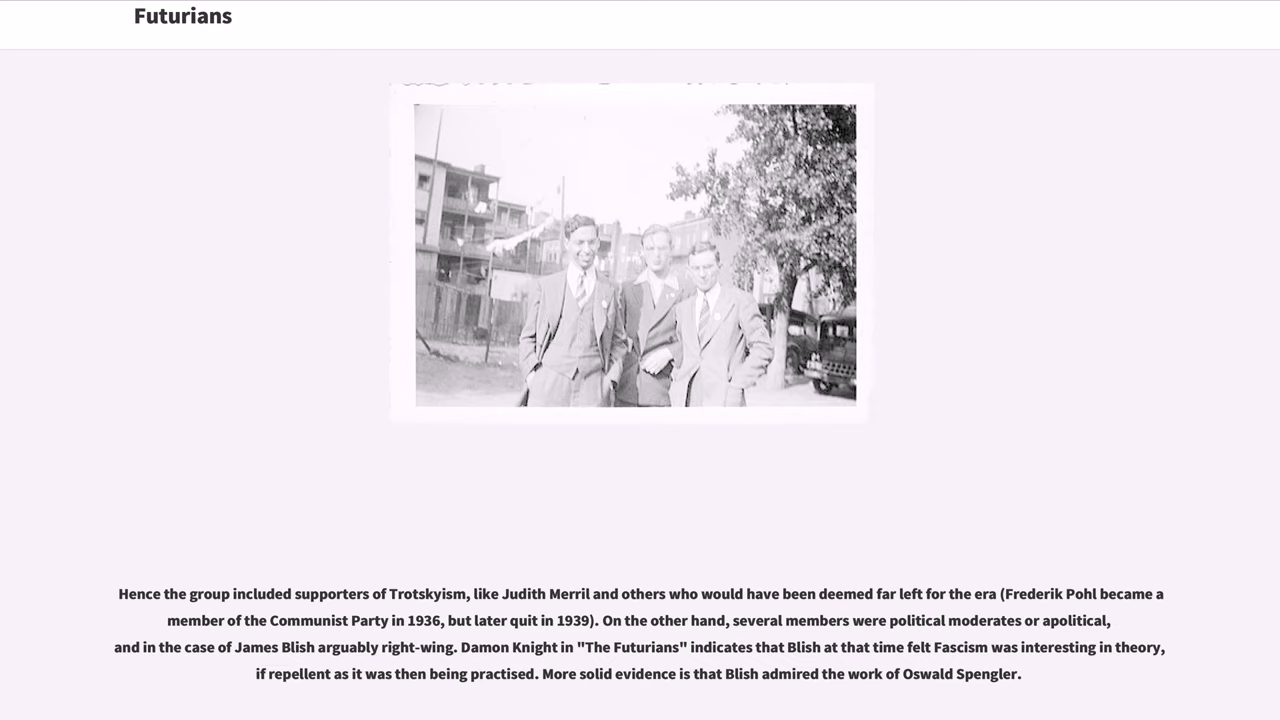 Futurians
Hence the group included supporters of Trotskyism, like Judith Merril and others who would have been deemed far left for the era (Frederik Pohl became a
member of the Communist Party in 1936, but later quit in 1939). On the other hand, several members were political moderates or apolitical,
and in the case of James Blish arguably right-wing. Damon Knight in "The Futurians" indicates that Blish at that time felt Fascism was interesting in theory,
if repellent as it was then being practised. More solid evidence is that Blish admired the work of Oswald Spengler.